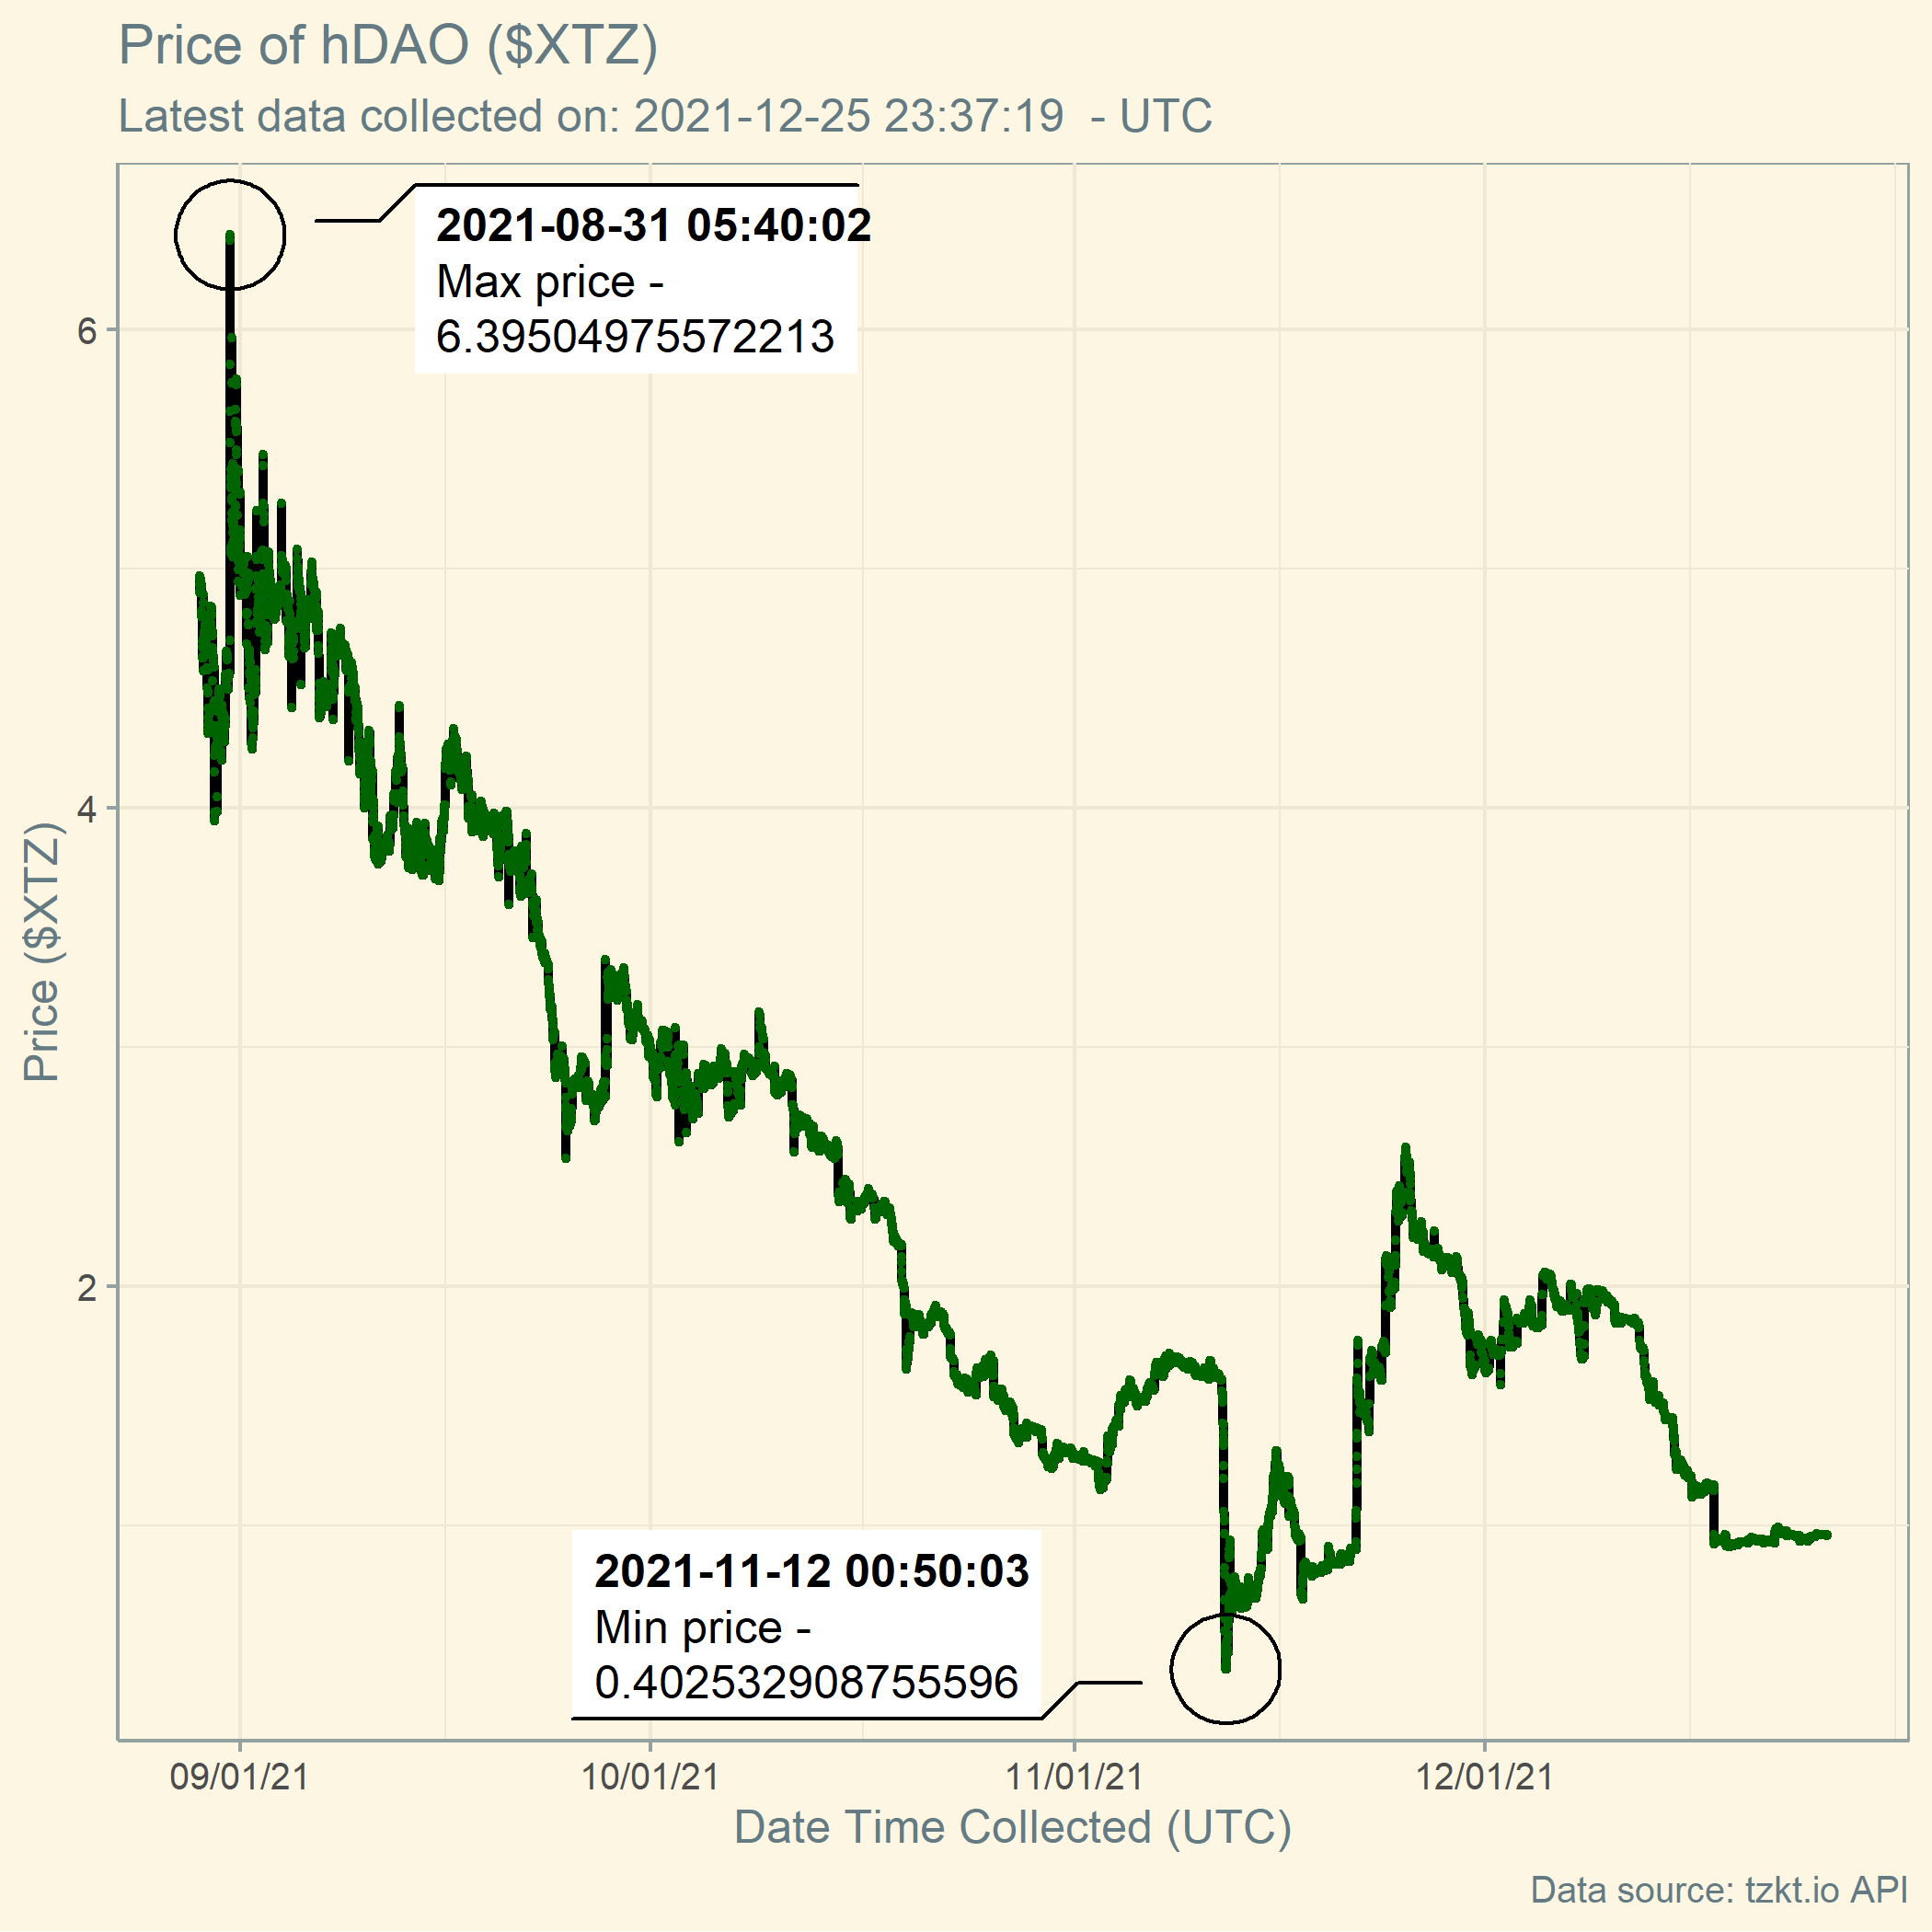 Price of hDAO ($XTZ)
Latest data collected on: 2021-12-25 23:37:19  - UTC
2021-08-31 05:40:02
Max price -
6.39504975572213
6
4
2
Price ($XTZ)
2021-11-12 00:50:03
Min price -
0.402532908755596
09/01/21
10/01/21
11/01/21
12/01/21
Date Time Collected (UTC)
Data source: tzkt.io API